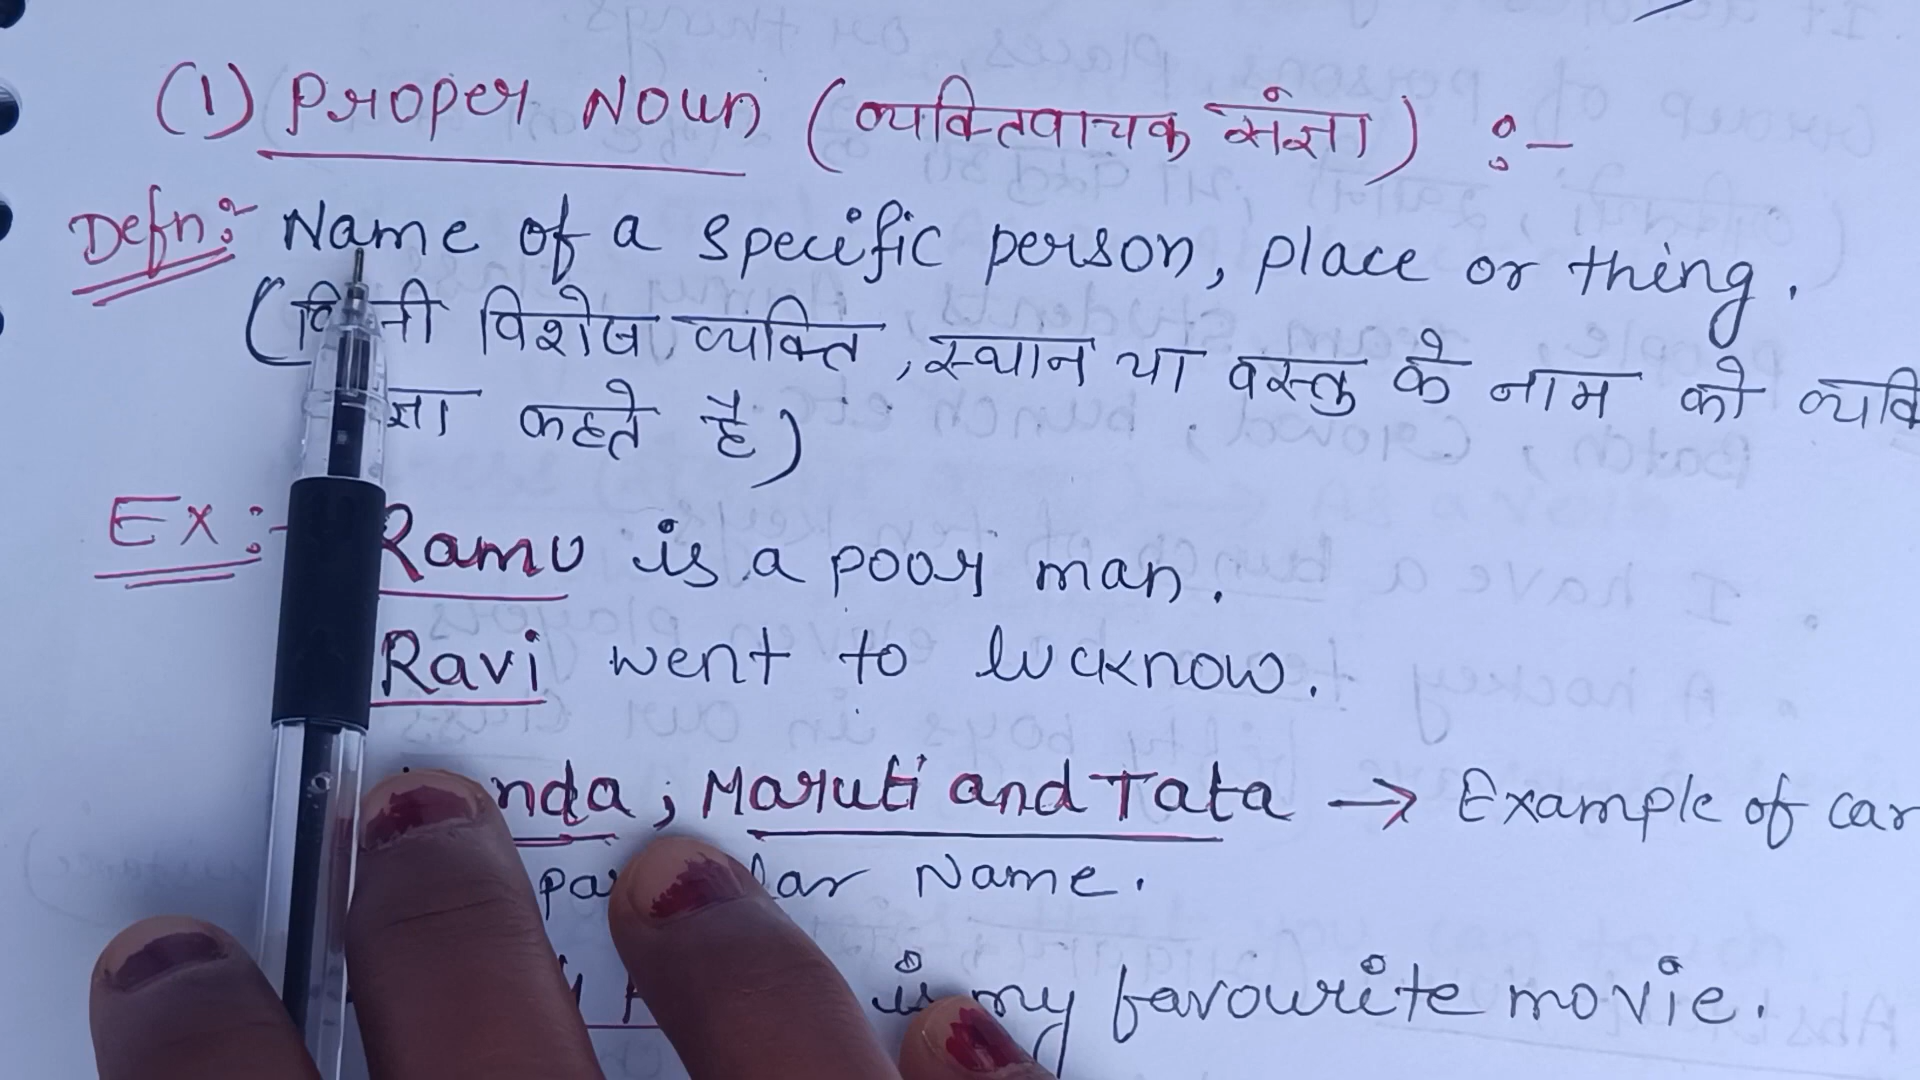 (1) Proper Noun (व्यक्तिवाचक संज्ञा) :-
Defn: Name of a specific person, place or thing.
विशेष व्यक्ति, स्थान या वस्तु के नाम को
कहते है)
Ex:- Ramu is a poor man.
Ravi went to lucknow.
Maruti and Tata → Example of car
Name.
is my favourite movie.